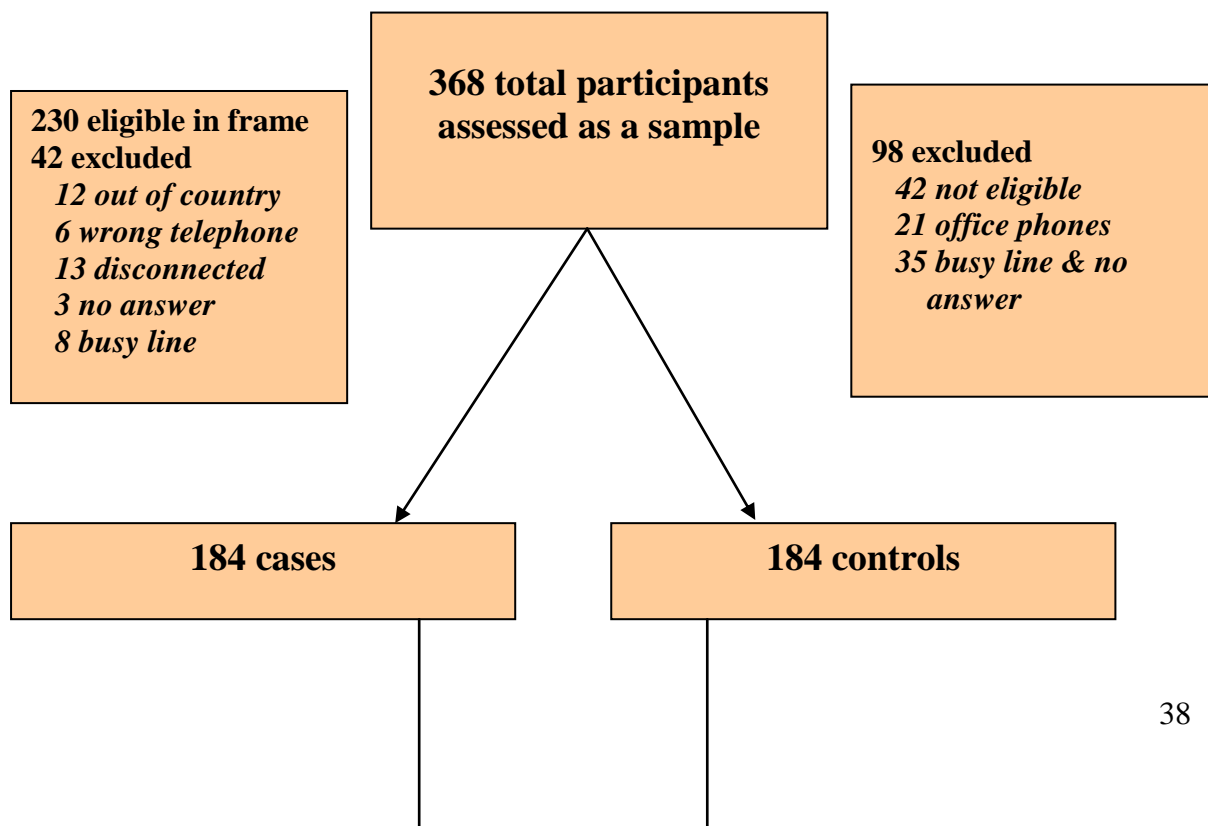 368 total participants
assessed as a sample
230 eligible in frame
42 excluded
12 out of country
6 wrong telephone
13 disconnected
3 no answer
8 busy line
98 excluded
42 not eligible
21 office phones
35 busy line & no
answer
184 cases
184 controls
38